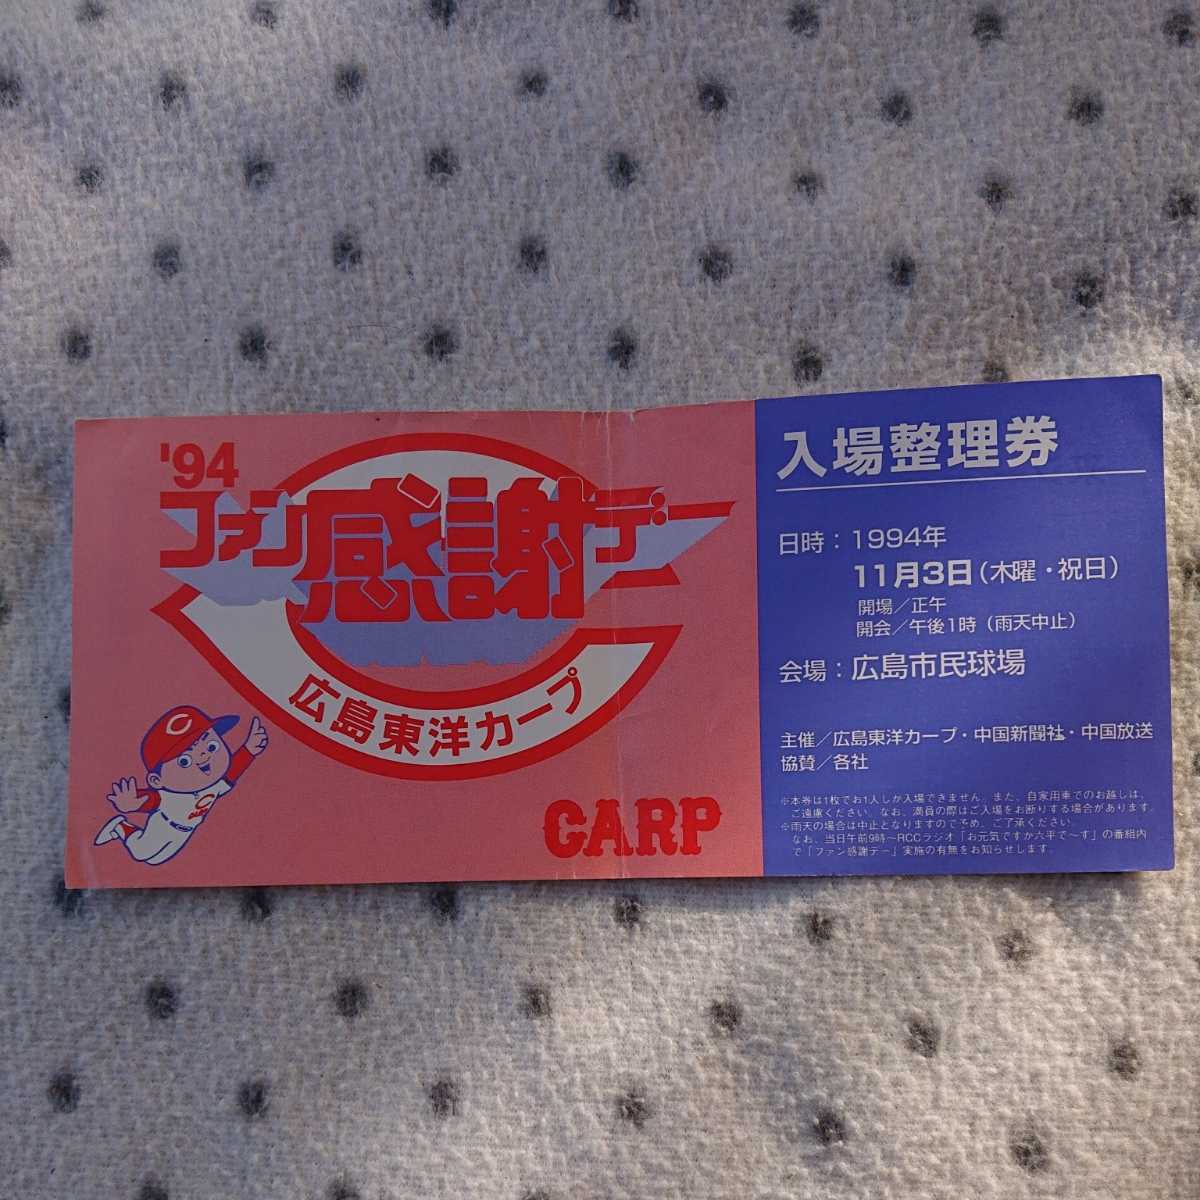 '94
ファン感謝デー
広島東洋カープ
C
CARP
入場整理券
日時：1994年
11月3日（木曜・祝日）
開場／正午
開会／午後1時（雨天中止）
会場：広島市民球場
主催／広島東洋カープ・中国新聞社・中国放送
協賛／各社
※本券は1枚でお1人しか入場できません。また、自家用車でのお越しは、
ご遠慮ください。なお、満員の際はご入場をお断りする場合があります。
※雨天の場合は中止となりますので予め、ご了承ください。
なお、当日午前9時〜RCCラジオ「お元気ですか六平で〜す」の番組内
で「ファン感謝デー」実施の有無をお知らせします。